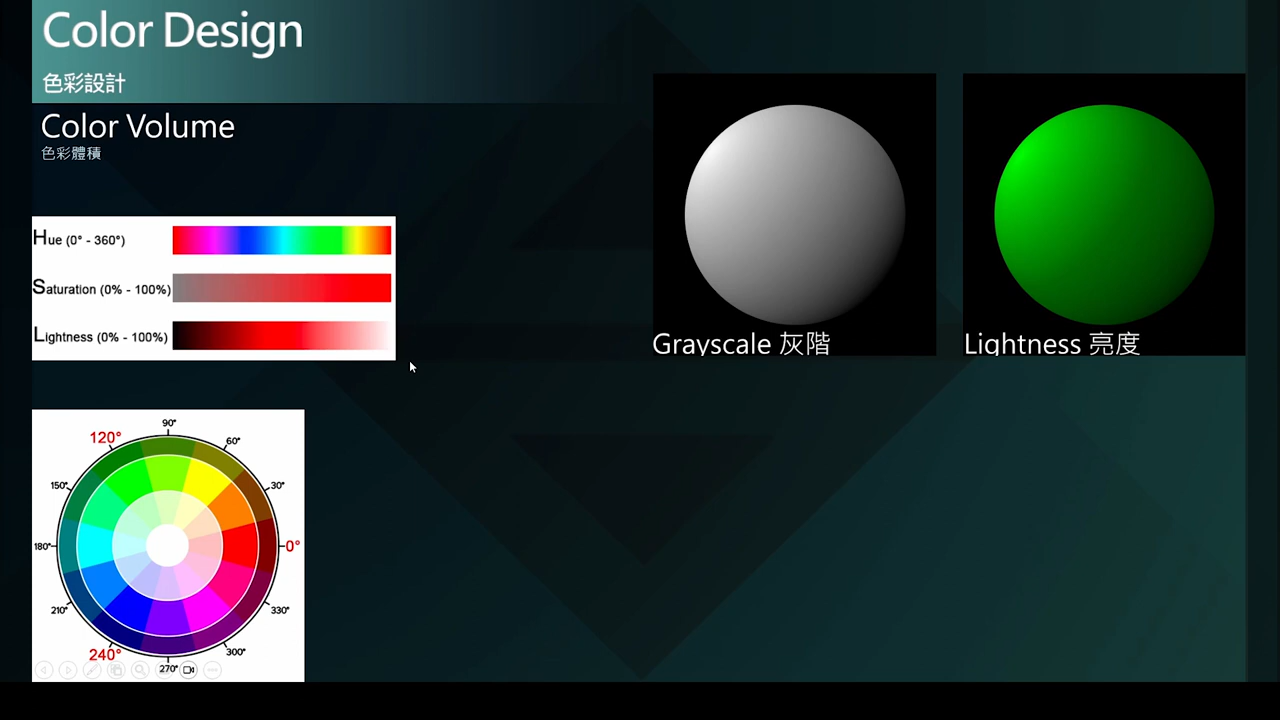 Color Design
色彩設計
Color Volume
色彩體積
Hue (0° - 360°)
Saturation (0% - 100%)
Lightness (0% - 100%)
Grayscale 灰階
Lightness 亮度
90°
120°
60°
150°
30°
180°
0°
210°
330°
240°
300°
270°